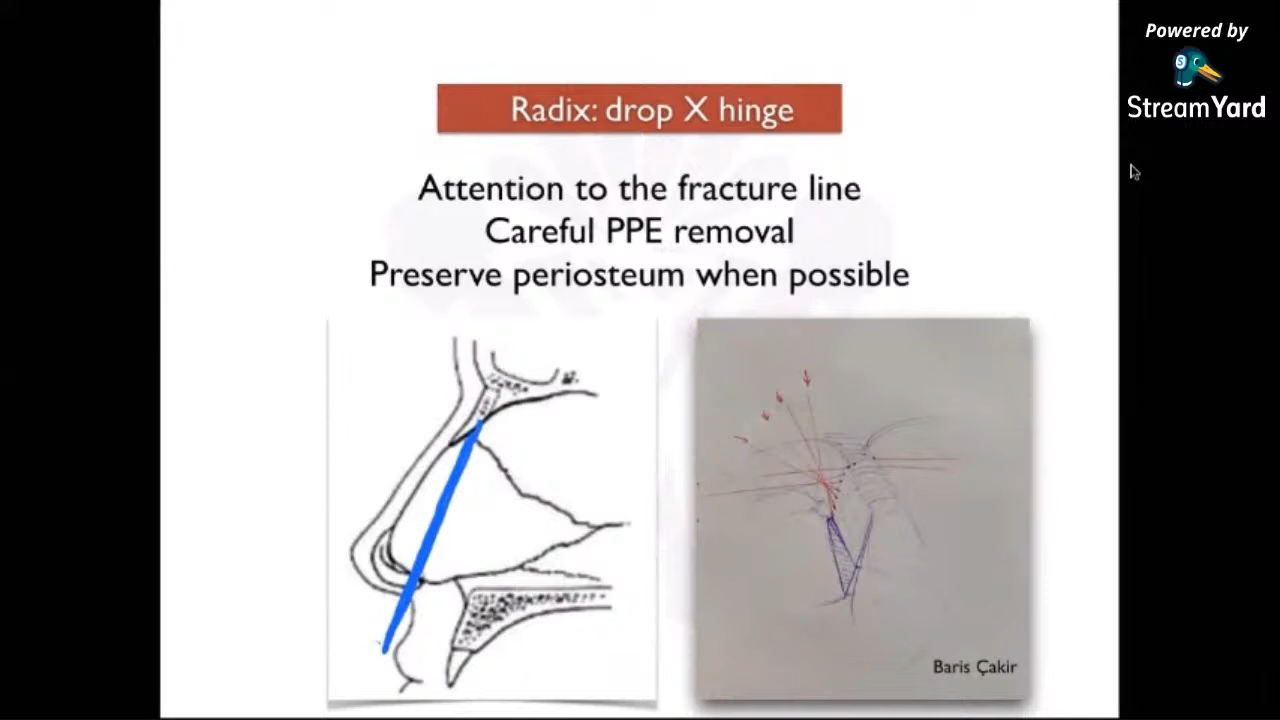 Powered by
StreamYard
Radix: drop X hinge
Attention to the fracture line
Careful PPE removal
Preserve periosteum when possible
Baris Çakir